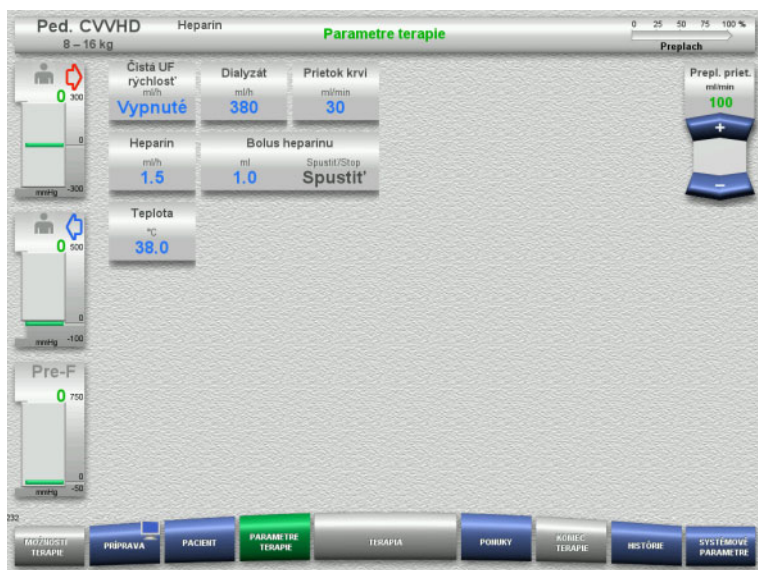 Ped. CVVHD Heparin
8 – 16 kg
Parametre terapie
0 25 50 75 100 %
Preplach
0 300
0
mmHg -300
Čistá UF
rýchlosť
ml/h
Vypnuté
Dialyzát
ml/h
380
Prietok krvi
ml/min
30
Prepl. priet.
ml/min
100
+
–
Heparin
ml/h
1.5
Bolus heparinu
ml Spustiť/Stop
1.0 Spustiť
Teplota
°C
38.0
0 500
0
mmHg -100
Pre-F
0 750
0
mmHg -50
232
MOŽNOSTI
TERAPIE
PRÍPRAVA
PACIENT
PARAMETRE
TERAPIE
TERAPIA
PONUKY
KONIEC
TERAPIE
HISTÓRIE
SYSTÉMOVÉ
PARAMETRE